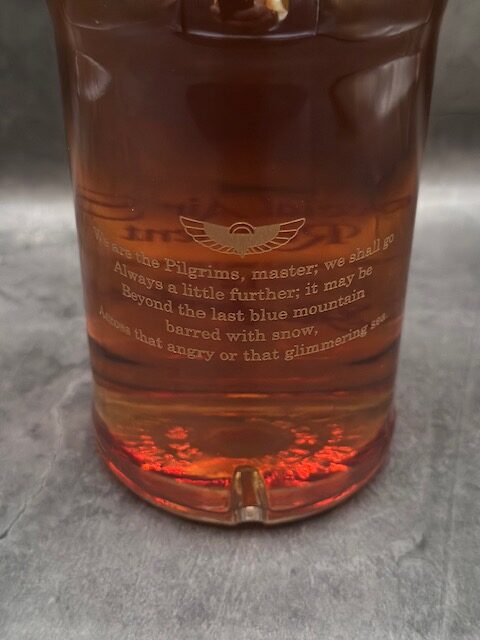 We are the Pilgrims, master; we shall go
Always a little further; it may be
Beyond the last blue mountain
barred with snow,
Across that angry or that glimmering sea.